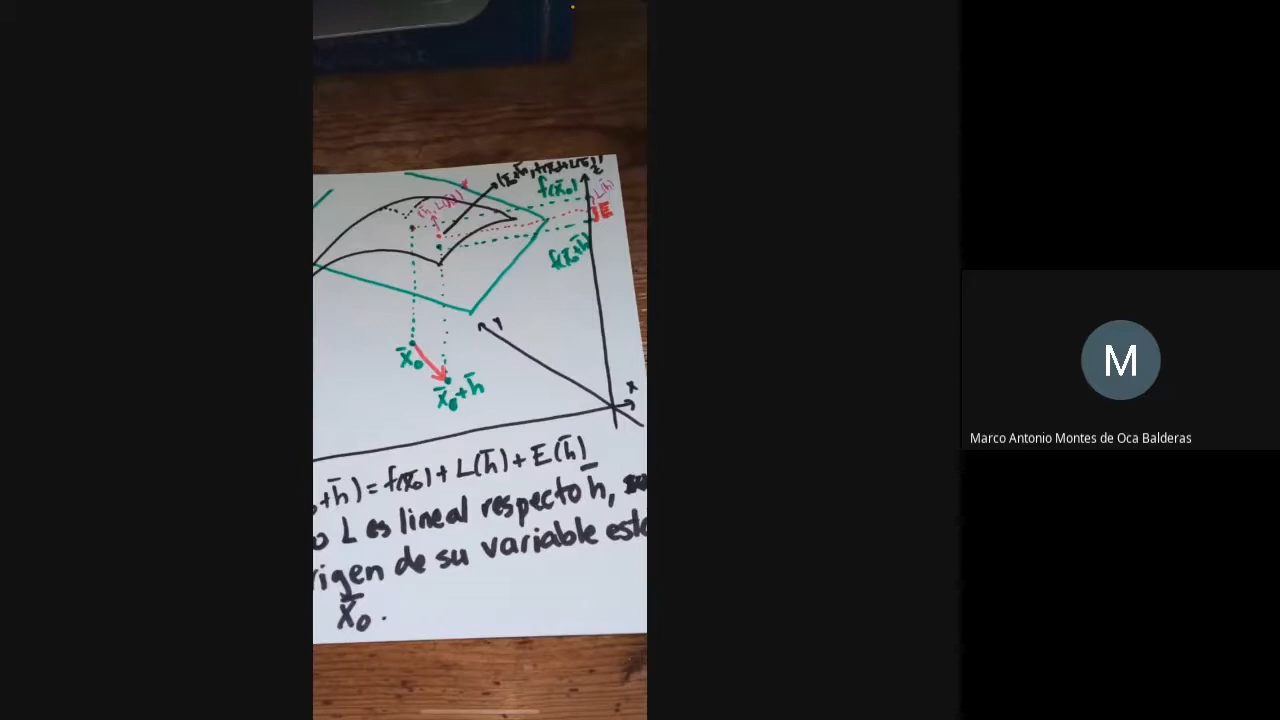 f(x̄₀)
L(h̄)
E
f(x̄₀+h̄)
Y
X
x̄₀
x̄₀+h̄
+h̄) = f(x̄₀) + L(h̄) + E(h̄)
o L es lineal respecto h̄,
rigen de su variable est
x̄₀.
M
Marco Antonio Montes de Oca Balderas